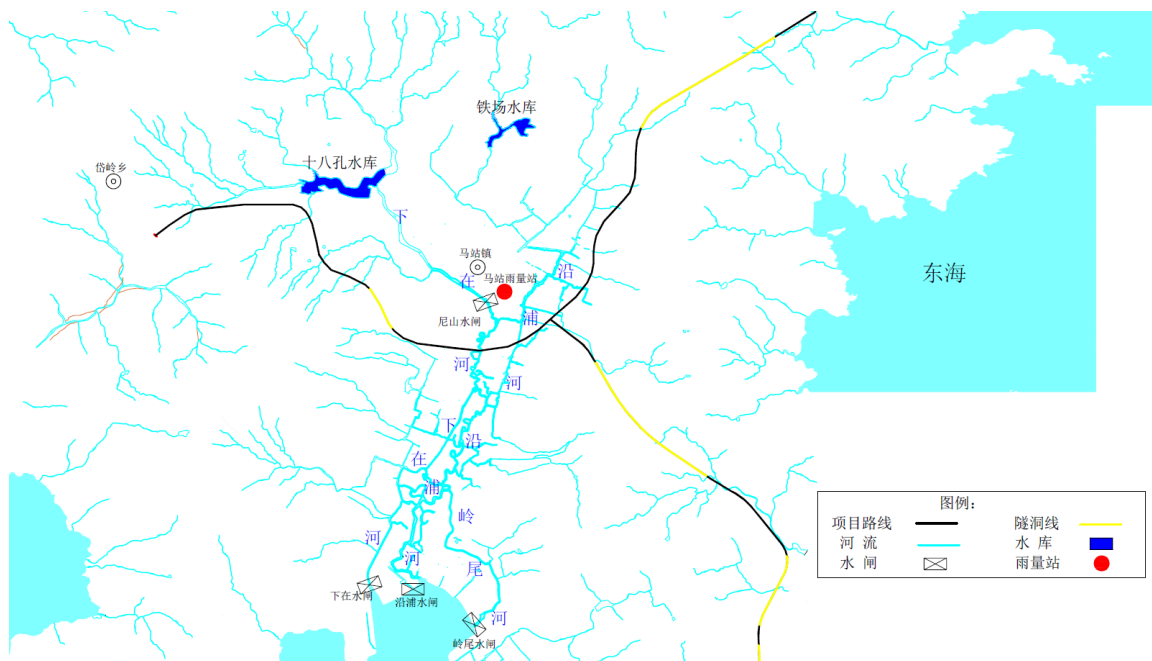 铁场水库
十八孔水库
岱岭乡
下
马站镇
沿
东海
马站雨量站
在
浦
尼山水闸
河
河
下
沿
在
浦
图例：
岭
项目路线
隧洞线
河
河 流
水 库
河
尾
水 闸
雨量站
下在水闸
沿浦水闸
河
岭尾水闸